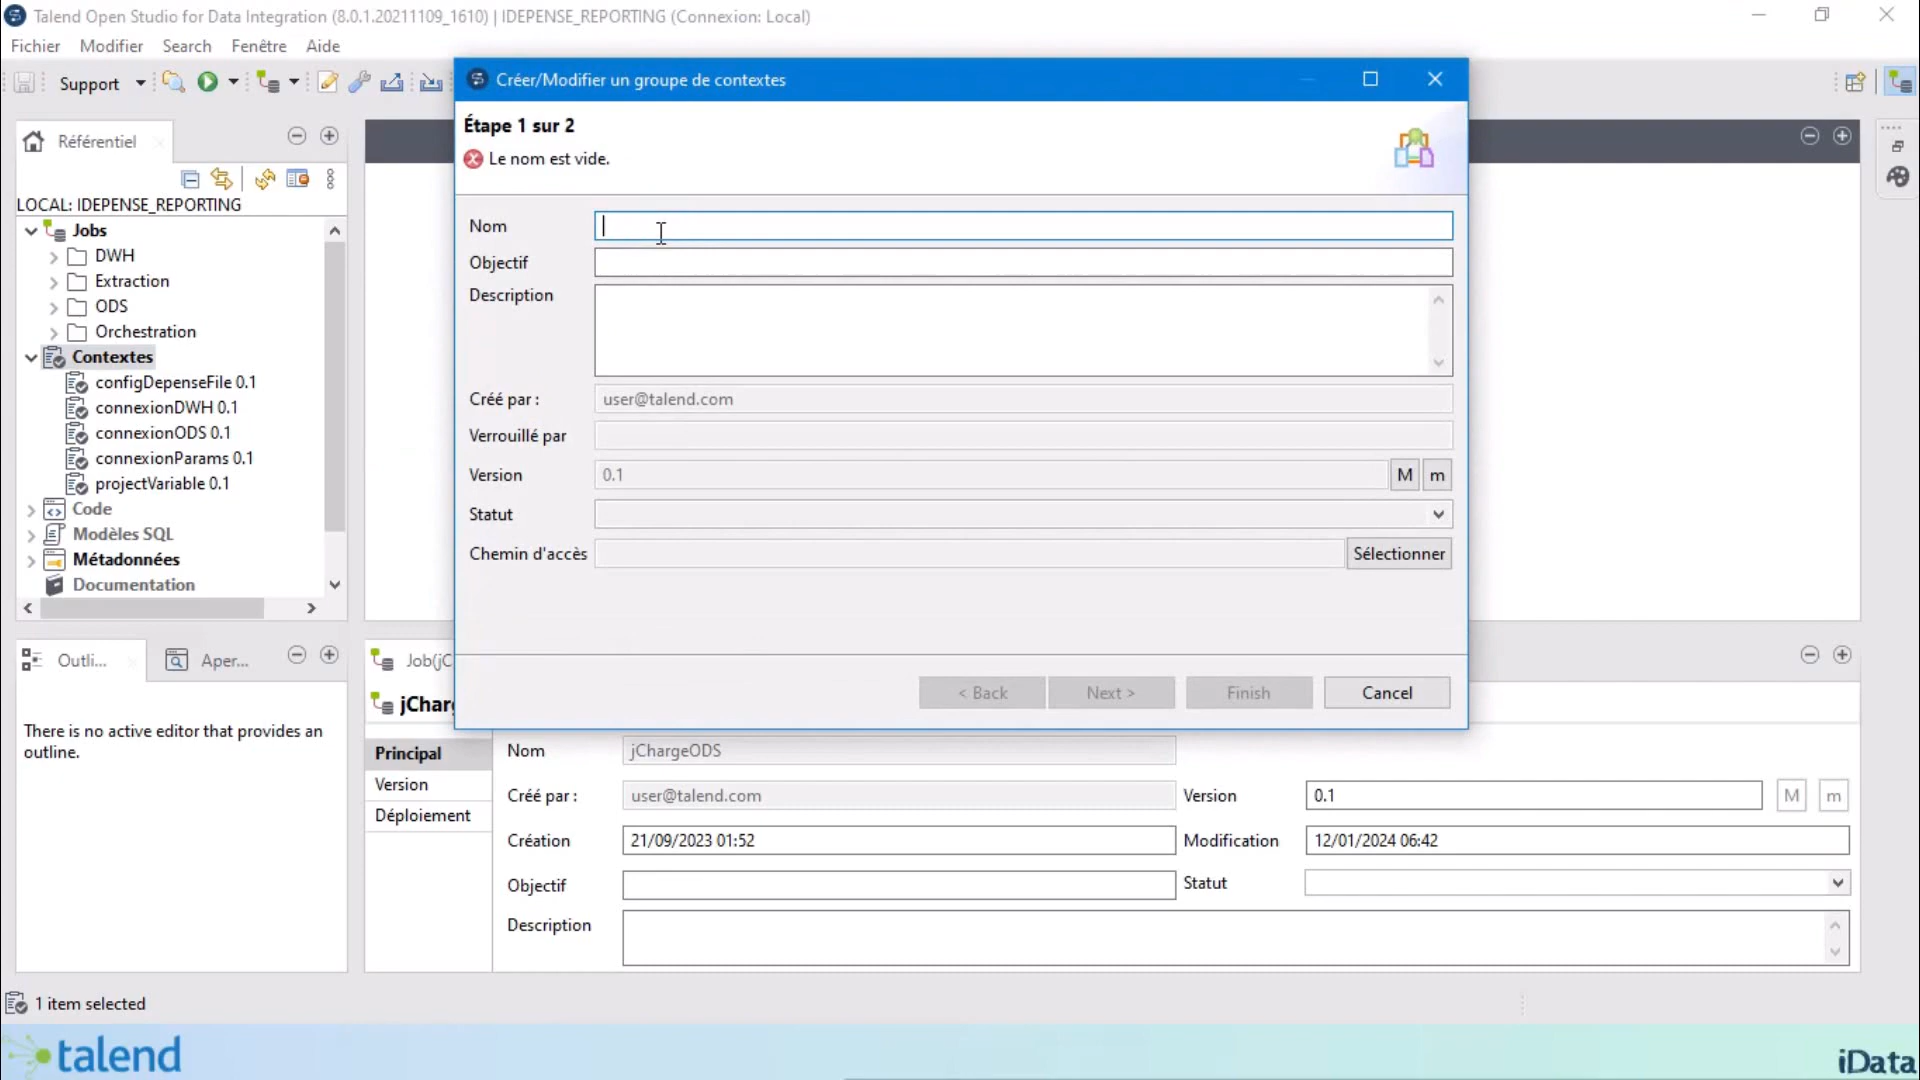 Talend Open Studio for Data Integration (8.0.1.20211109_1610) | IDEPENSE_REPORTING (Connexion: Local)
Fichier Modifier Search Fenêtre Aide
Support
Créer/Modifier un groupe de contextes
Étape 1 sur 2
Le nom est vide.
Référentiel
LOCAL: IDEPENSE_REPORTING
Jobs
DWH
Extraction
ODS
Orchestration
Contextes
configDepenseFile 0.1
connexionDWH 0.1
connexionODS 0.1
connexionParams 0.1
projectVariable 0.1
Code
Modèles SQL
Métadonnées
Documentation
Nom
Objectif
Description
Créé par : user@talend.com
Verrouillé par
Version 0.1 M m
Statut
Chemin d'accès Sélectionner
< Back Next > Finish Cancel
Outli... Aper...
There is no active editor that provides an
outline.
Job(jC
jChar
Principal
Version
Déploiement
Nom jChargeODS
Créé par : user@talend.com Version 0.1 M m
Création 21/09/2023 01:52 Modification 12/01/2024 06:42
Objectif Statut
Description
1 item selected
talend
iData